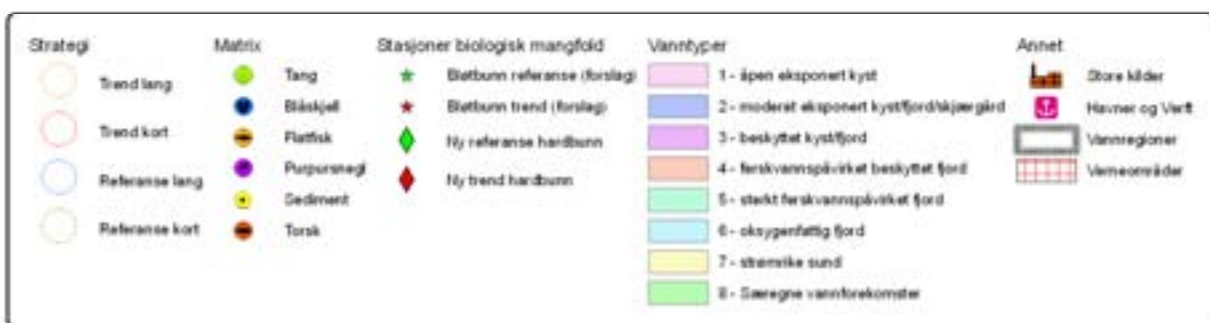 Strategi
Trend lang
Trend kort
Referanse lang
Referanse kort
Matrix
Tang
Blåskjell
Flatfisk
Purpursnegl
Sediment
Torsk
Stasjoner biologisk mangfold
Bløtbunn referanse (forslag)
Bløtbunn trend (forslag)
Ny referanse hardbunn
Ny trend hardbunn
Vanntyper
1 - åpen eksponert kyst
2 - moderat eksponert kyst/fjord/skjærgård
3 - beskyttet kyst/fjord
4 - ferskvannspåvirket beskyttet fjord
5 - sterkt ferskvannspåvirket fjord
6 - oksygenfattig fjord
7 - strømrike sund
8 - Særegne vannforekomster
Annet
Store kilder
Havner og Verft
Vannregioner
Verneområder